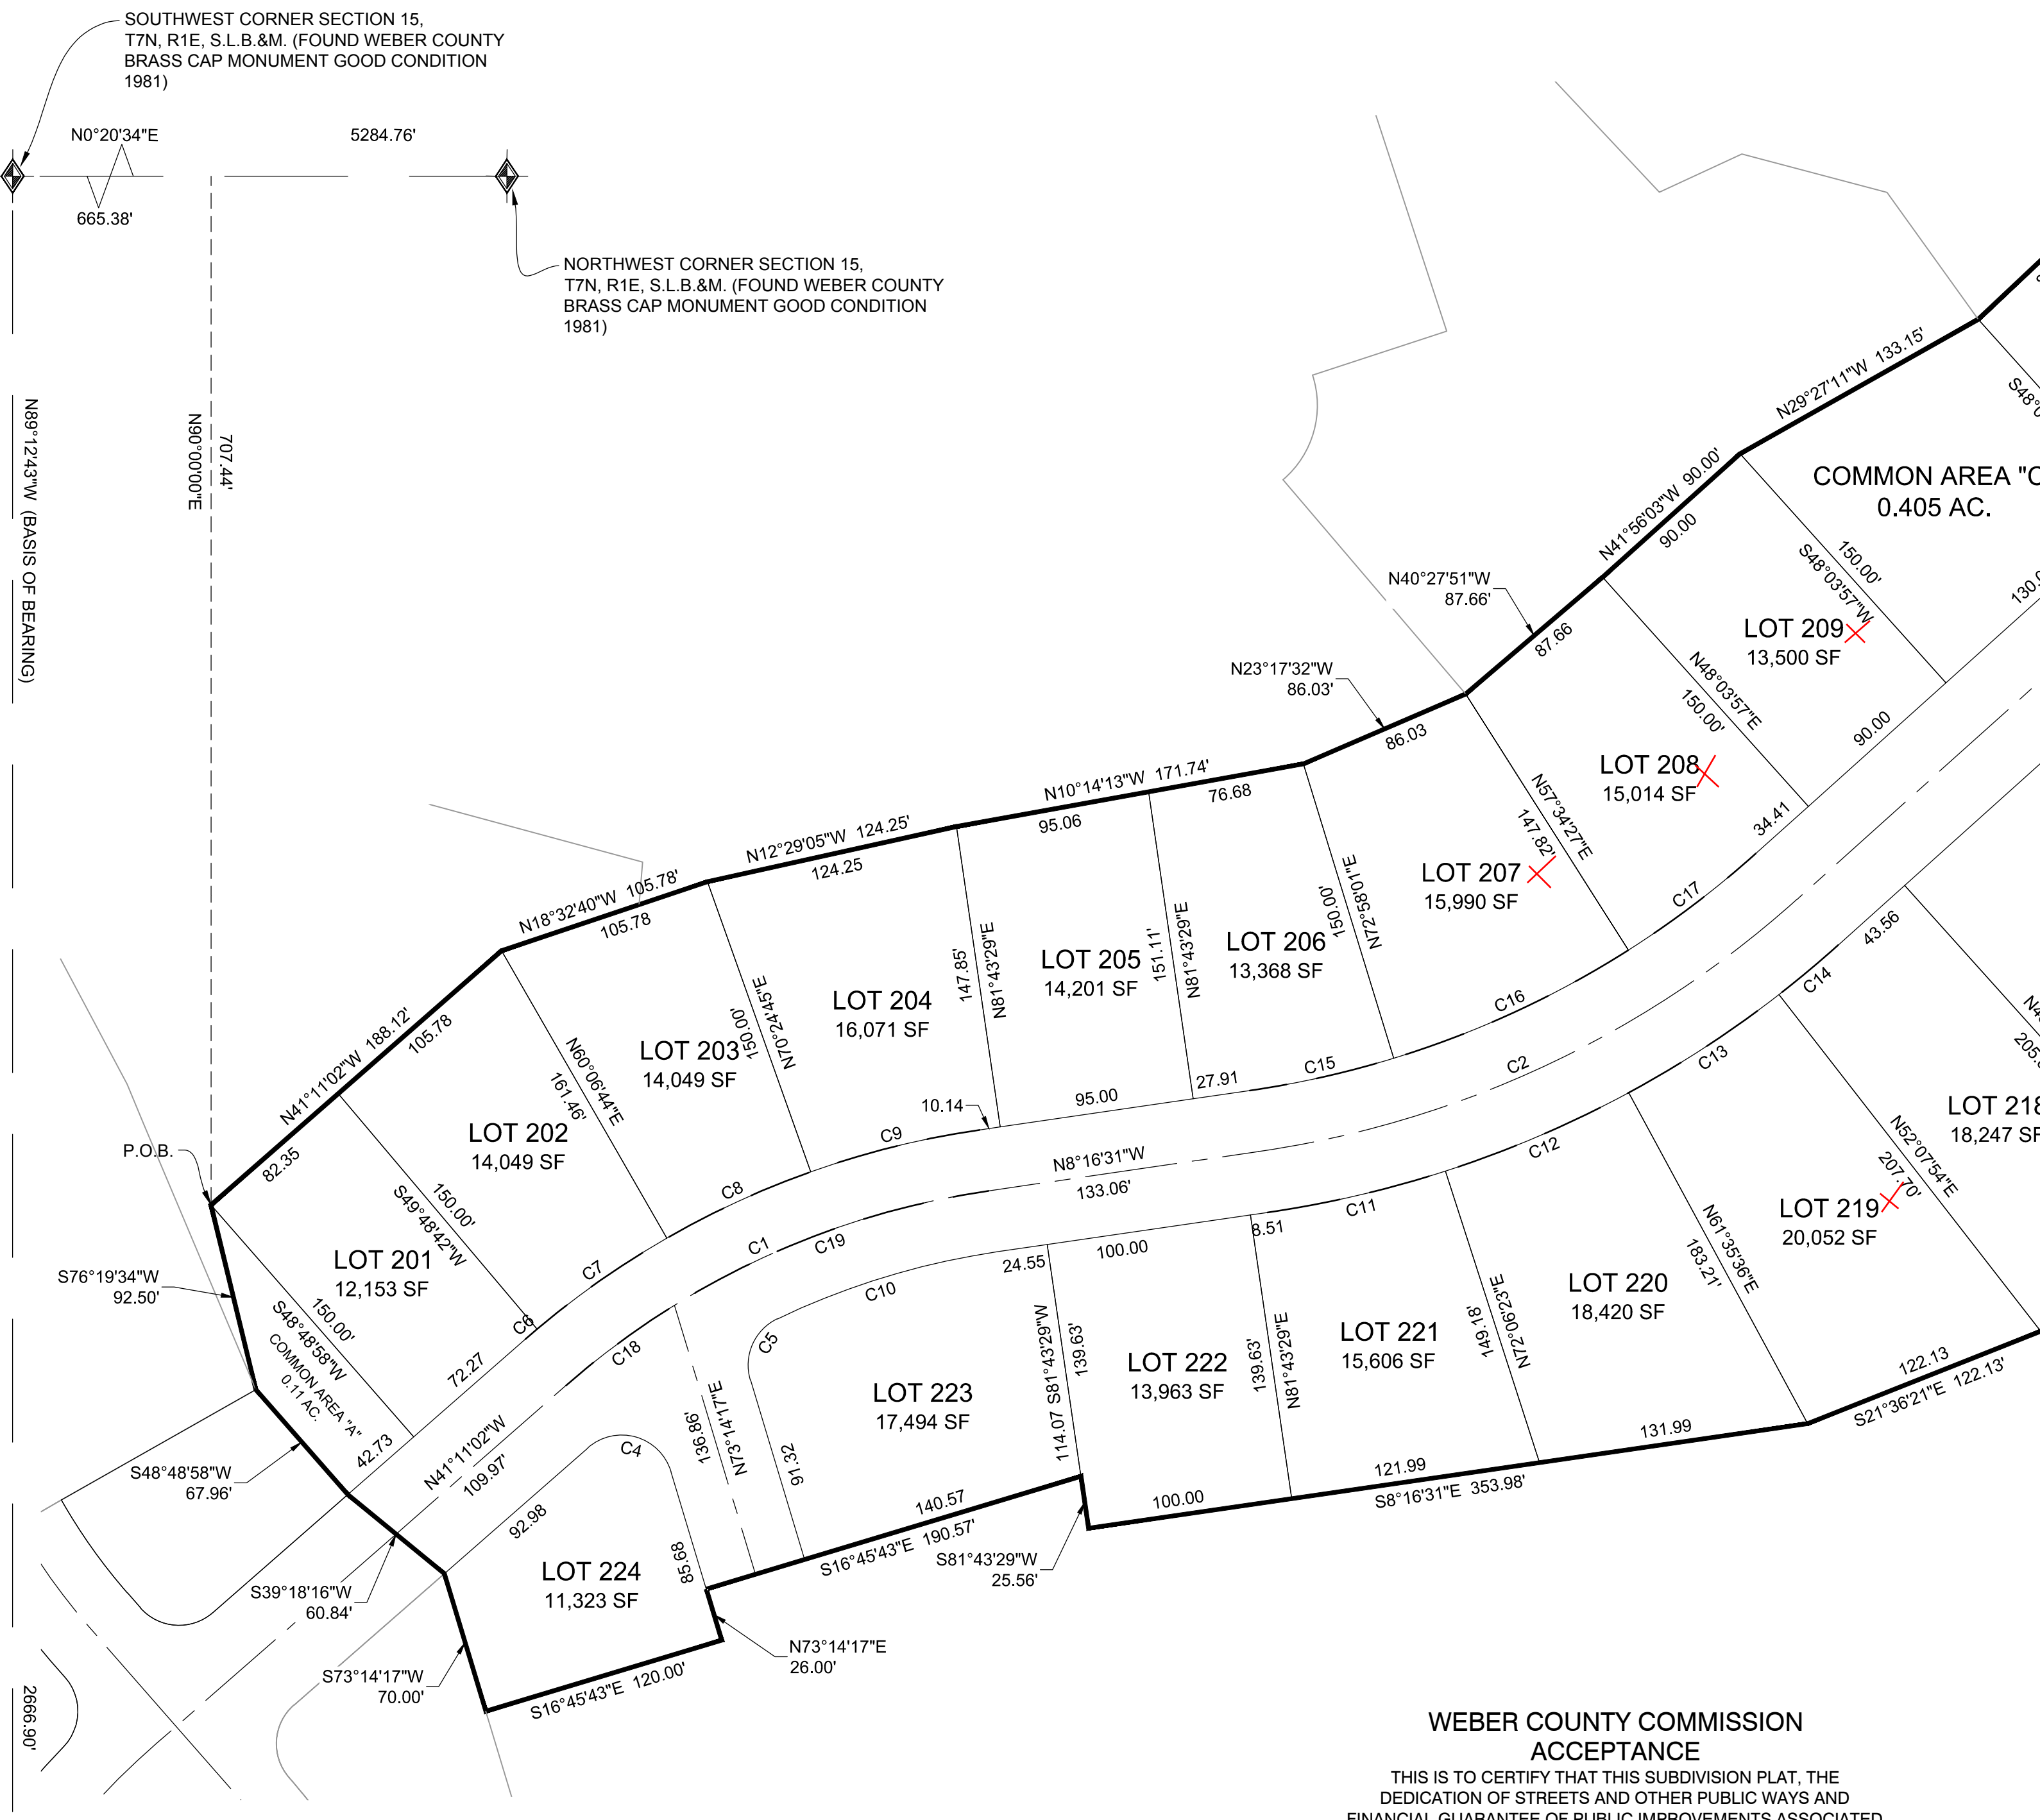 SOUTHWEST CORNER SECTION 15,
T7N, R1E, S.L.B.&M. (FOUND WEBER COUNTY
BRASS CAP MONUMENT GOOD CONDITION
1981)
N0°20'34"E
5284.76'
665.38'
NORTHWEST CORNER SECTION 15,
T7N, R1E, S.L.B.&M. (FOUND WEBER COUNTY
BRASS CAP MONUMENT GOOD CONDITION
1981)
N89°12'43"W (BASIS OF BEARING)
2666.90'
707.44'
N90°00'00"E
N29°27'11"W 133.15'
COMMON AREA "C
0.405 AC.
N41°56'03"W 90.00'
90.00
150.00'
S48°03'57"W
N40°27'51"W
87.66'
87.66
LOT 209
13,500 SF
N48°03'57"E
150.00'
90.00
N23°17'32"W
86.03'
86.03
LOT 208
15,014 SF
N57°34'27"E
147.82'
34.41
C17
N10°14'13"W 171.74'
76.68
95.06
LOT 207
15,990 SF
N72°58'01"E
150.00'
C16
43.56
C14
N12°29'05"W 124.25'
124.25
N18°32'40"W 105.78'
105.78
LOT 206
13,368 SF
N81°43'29"E
151.11'
LOT 205
14,201 SF
N81°43'29"E
147.85'
LOT 204
16,071 SF
N70°24'45"E
150.00'
LOT 203
14,049 SF
N60°06'44"E
161.46'
N41°11'02"W 188.12'
105.78
82.35
P.O.B.
LOT 202
14,049 SF
150.00'
S49°48'42"W
10.14
C9
95.00
27.91
C15
C2
C13
C12
C11
C8
C7
C6
C1
C19
C18
N8°16'31"W
133.06'
24.55
100.00
8.51
C10
C5
LOT 201
12,153 SF
S76°19'34"W
92.50'
150.00'
S48°48'58"W
COMMON AREA "A"
0.11 AC.
72.27
42.73
S48°48'58"W
67.96'
N41°11'02"W
109.97'
C4
92.98
136.86'
N73°14'17"E
91.32
LOT 223
17,494 SF
114.07 S81°43'29"W
139.63'
LOT 222
13,963 SF
139.63'
N81°43'29"E
LOT 221
15,606 SF
149.18'
N72°06'23"E
LOT 220
18,420 SF
N61°35'36"E
183.21'
LOT 219
20,052 SF
N52°07'54"E
207.70'
LOT 218
18,247 SF
122.13
S21°36'21"E 122.13'
131.99
121.99
S8°16'31"E 353.98'
100.00
140.57
S16°45'43"E 190.57'
S81°43'29"W
25.56'
LOT 224
11,323 SF
85.68
S39°18'16"W
60.84'
N73°14'17"E
26.00'
S73°14'17"W
70.00'
S16°45'43"E 120.00'
WEBER COUNTY COMMISSION
ACCEPTANCE
THIS IS TO CERTIFY THAT THIS SUBDIVISION PLAT, THE
DEDICATION OF STREETS AND OTHER PUBLIC WAYS AND
FINANCIAL GUARANTEE OF PUBLIC IMPROVEMENTS ASSOCIATED